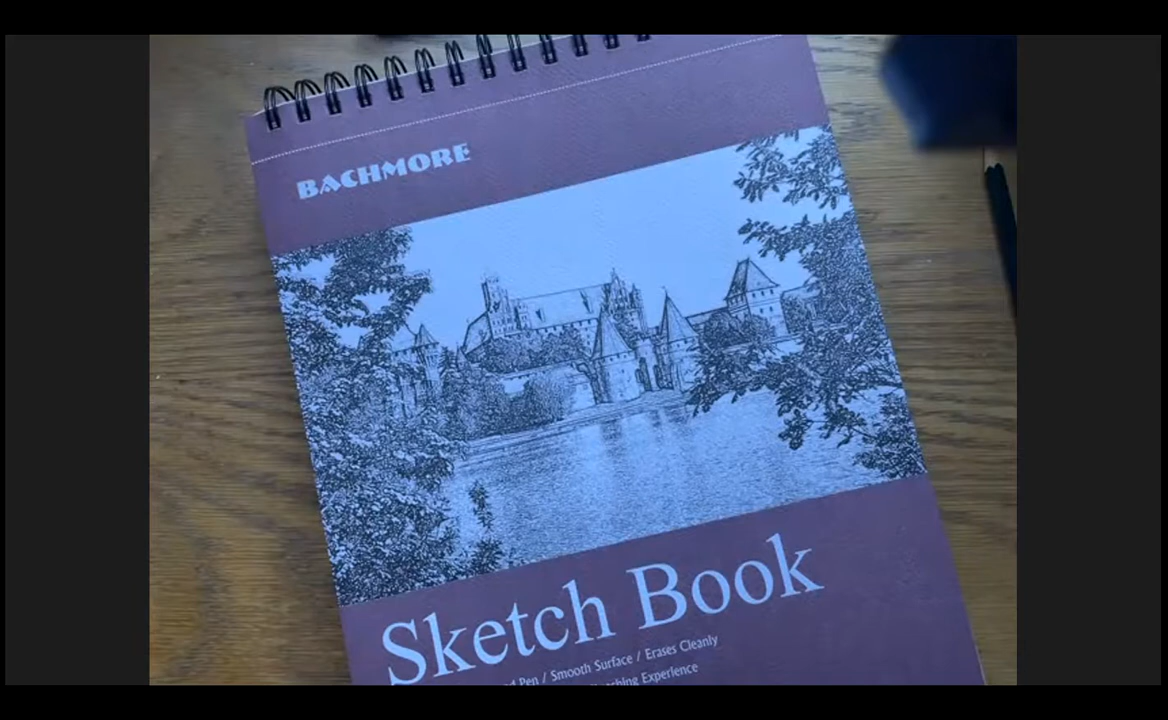 BACHMORE
Sketch Book
Pen / Smooth Surface / Erases Cleanly
Experience